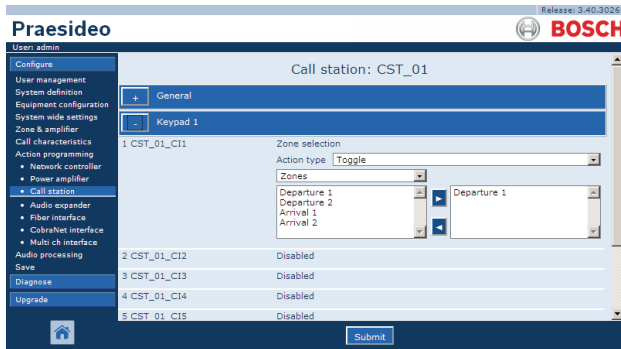 Release: 3.40.3026
Praesideo
BOSCH
User: admin
Configure
User management
System definition
Equipment configuration
System wide settings
Zone & amplifier
Call characteristics
Action programming
• Network controller
• Power amplifier
• Call station
• Audio expander
• Fiber interface
• CobraNet interface
• Multi ch interface
Audio processing
Save
Diagnose
Upgrade
Call station: CST_01
+ General
- Keypad 1
1 CST_01_CI1 Zone selection
Action type Toggle
Zones
Departure 1
Departure 2
Arrival 1
Arrival 2
Departure 1
2 CST_01_CI2 Disabled
3 CST_01_CI3 Disabled
4 CST_01_CI4 Disabled
5 CST_01_CI5 Disabled
Submit